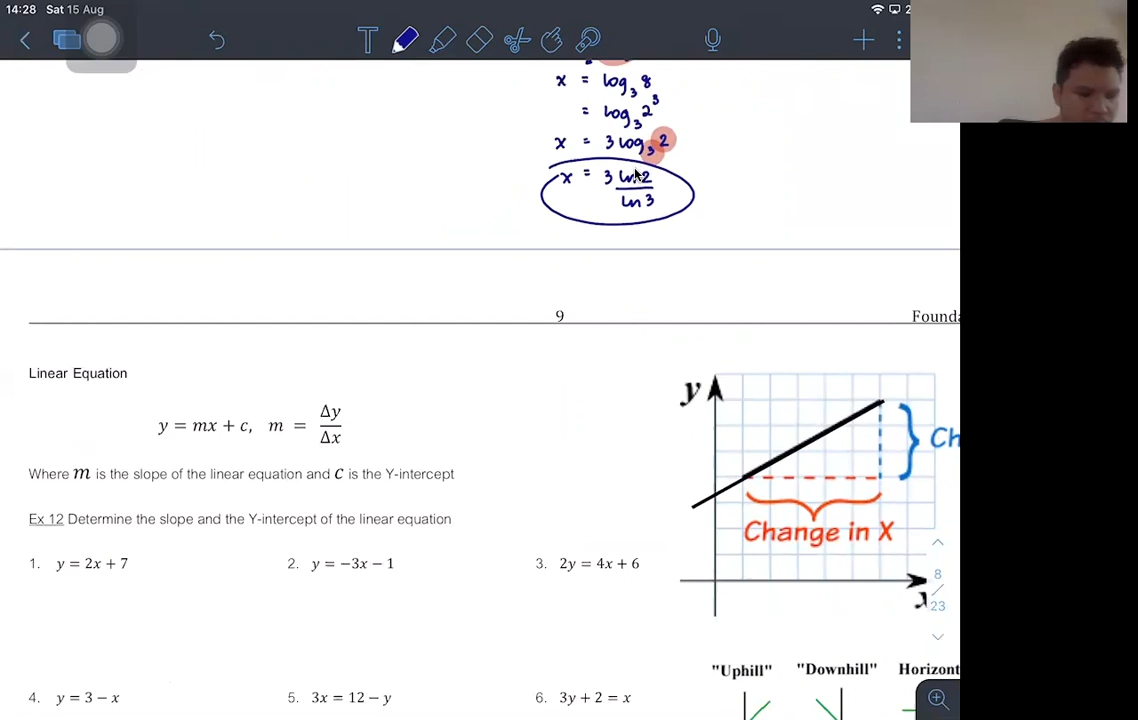 14:28 Sat 15 Aug
x = log₃ 8
= log₃ 2³
x = 3 log₃ 2
x = 3 ln 2 / ln 3
9
Linear Equation
y = mx + c, m = Δy / Δx
Where m is the slope of the linear equation and c is the Y-intercept
Ex 12 Determine the slope and the Y-intercept of the linear equation
1. y = 2x + 7
2. y = −3x − 1
3. 2y = 4x + 6
4. y = 3 − x
5. 3x = 12 − y
6. 3y + 2 = x
y
Change in X
x
8 / 23
"Uphill" "Downhill"